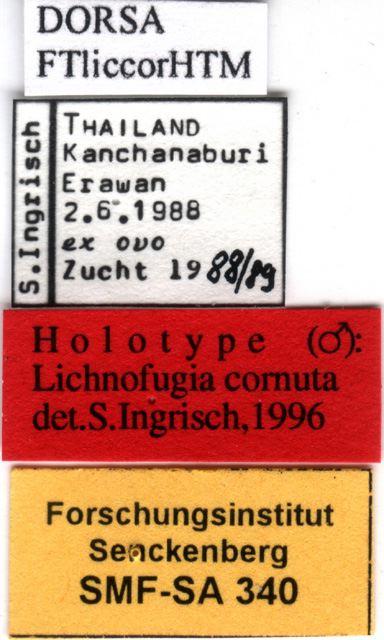 DORSA
FTliccorHTM
S.Ingrisch
THAILAND
Kanchanaburi
Erawan
2.6.1988
ex ovo
Zucht 1988/89
Holotype (♂):
Lichnofugia cornuta
det.S.Ingrisch,1996
Forschungsinstitut
Senckenberg
SMF-SA 340